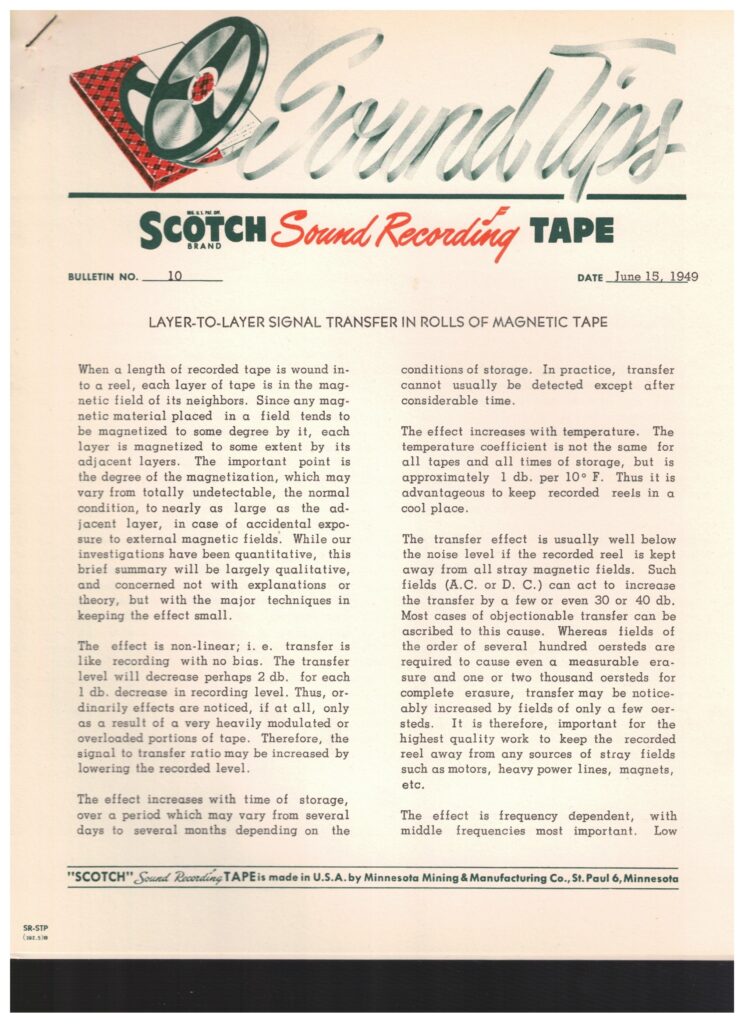 Sound Tips
REG. U. S. PAT. OFF.
SCOTCH Sound Recording TAPE
BRAND
BULLETIN NO. 10 DATE June 15, 1949
LAYER-TO-LAYER SIGNAL TRANSFER IN ROLLS OF MAGNETIC TAPE
When a length of recorded tape is wound in-
to a reel, each layer of tape is in the mag-
netic field of its neighbors. Since any mag-
netic material placed in a field tends to
be magnetized to some degree by it, each
layer is magnetized to some extent by its
adjacent layers. The important point is
the degree of the magnetization, which may
vary from totally undetectable, the normal
condition, to nearly as large as the ad-
jacent layer, in case of accidental expo-
sure to external magnetic fields. While our
investigations have been quantitative, this
brief summary will be largely qualitative,
and concerned not with explanations or
theory, but with the major techniques in
keeping the effect small.
The effect is non-linear; i. e. transfer is
like recording with no bias. The transfer
level will decrease perhaps 2 db. for each
1 db. decrease in recording level. Thus, or-
dinarily effects are noticed, if at all, only
as a result of a very heavily modulated or
overloaded portions of tape. Therefore, the
signal to transfer ratio may be increased by
lowering the recorded level.
The effect increases with time of storage,
over a period which may vary from several
days to several months depending on the
conditions of storage. In practice, transfer
cannot usually be detected except after
considerable time.
The effect increases with temperature. The
temperature coefficient is not the same for
all tapes and all times of storage, but is
approximately 1 db. per 10° F. Thus it is
advantageous to keep recorded reels in a
cool place.
The transfer effect is usually well below
the noise level if the recorded reel is kept
away from all stray magnetic fields. Such
fields (A.C. or D. C.) can act to increase
the transfer by a few or even 30 or 40 db.
Most cases of objectionable transfer can be
ascribed to this cause. Whereas fields of
the order of several hundred oersteds are
required to cause even a measurable era-
sure and one or two thousand oersteds for
complete erasure, transfer may be notice-
ably increased by fields of only a few oer-
steds. It is therefore, important for the
highest quality work to keep the recorded
reel away from any sources of stray fields
such as motors, heavy power lines, magnets,
etc.
The effect is frequency dependent, with
middle frequencies most important. Low
"SCOTCH" Sound Recording TAPE is made in U.S.A. by Minnesota Mining & Manufacturing Co., St. Paul 6, Minnesota
SR-STP